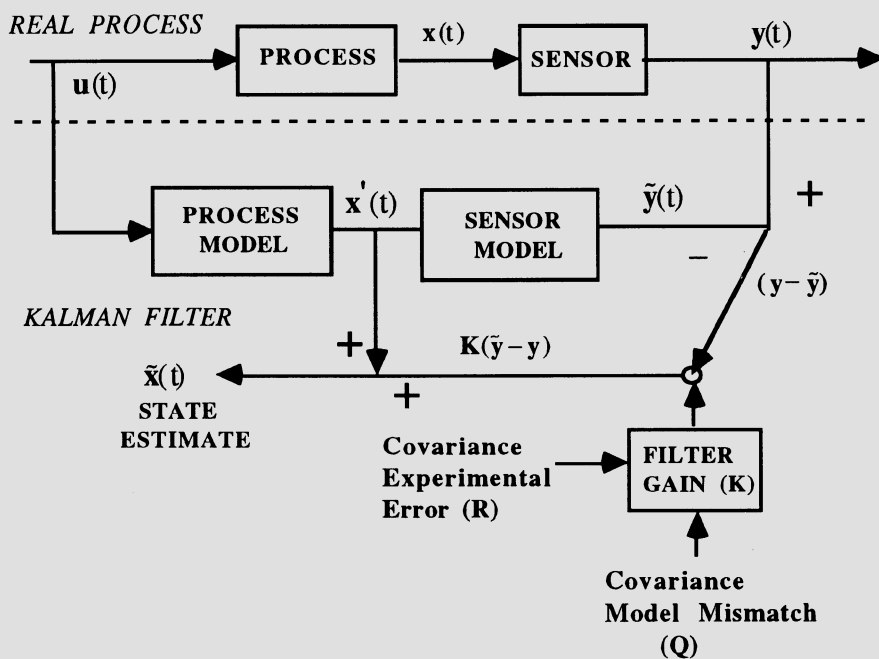 REAL PROCESS
x(t)
y(t)
PROCESS
SENSOR
u(t)
PROCESS
MODEL
x'(t)
SENSOR
MODEL
ỹ(t)
+
−
(y−ỹ)
KALMAN FILTER
+
K(ỹ−y)
x̃(t)
+
STATE
ESTIMATE
Covariance
Experimental
Error (R)
FILTER
GAIN (K)
Covariance
Model Mismatch
(Q)